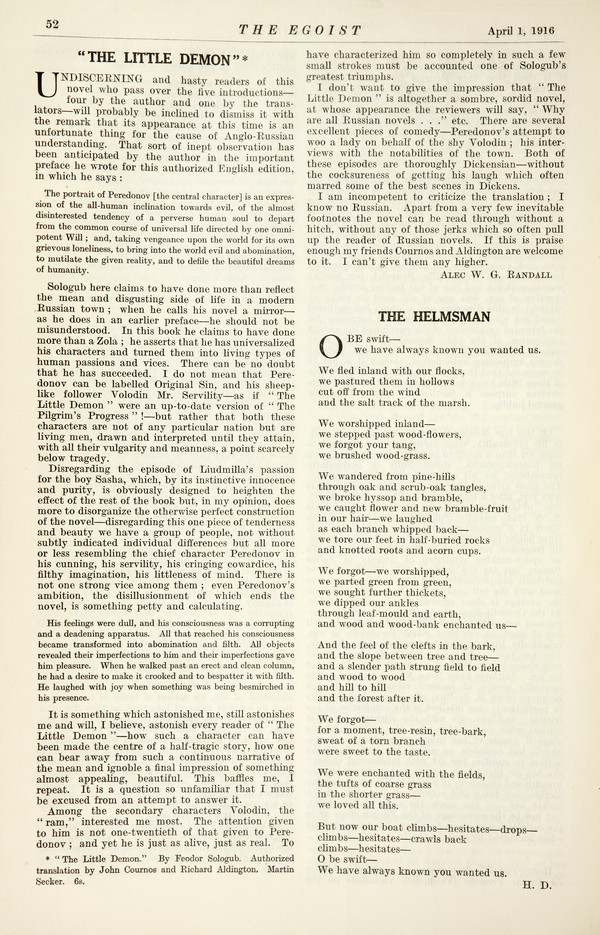 52
THE EGOIST
April 1, 1916
"THE LITTLE DEMON"*
UNDISCERNING and hasty readers of this
novel who pass over the five introductions—
four by the author and one by the trans-
lators—will probably be inclined to dismiss it with
the remark that its appearance at this time is an
unfortunate thing for the cause of Anglo-Russian
understanding. That sort of inept observation has
been anticipated by the author in the important
preface he wrote for this authorized English edition,
in which he says :
The portrait of Peredonov [the central character] is an expres-
sion of the all-human inclination towards evil, of the almost
disinterested tendency of a perverse human soul to depart
from the common course of universal life directed by one omni-
potent Will ; and, taking vengeance upon the world for its own
grievous loneliness, to bring into the world evil and abomination,
to mutilate the given reality, and to defile the beautiful dreams
of humanity.
Sologub here claims to have done more than reflect
the mean and disgusting side of life in a modern
Russian town ; when he calls his novel a mirror—
as he does in an earlier preface—he should not be
misunderstood. In this book he claims to have done
more than a Zola ; he asserts that he has universalized
his characters and turned them into living types of
human passions and vices. There can be no doubt
that he has succeeded. I do not mean that Pere-
donov can be labelled Original Sin, and his sheep-
like follower Volodin Mr. Servility—as if " The
Little Demon " were an up-to-date version of " The
Pilgrim's Progress " !—but rather that both these
characters are not of any particular nation but are
living men, drawn and interpreted until they attain,
with all their vulgarity and meanness, a point scarcely
below tragedy.
Disregarding the episode of Liudmilla's passion
for the boy Sasha, which, by its instinctive innocence
and purity, is obviously designed to heighten the
effect of the rest of the book but, in my opinion, does
more to disorganize the otherwise perfect construction
of the novel—disregarding this one piece of tenderness
and beauty we have a group of people, not without
subtly indicated individual differences but all more
or less resembling the chief character Peredonov in
his cunning, his servility, his cringing cowardice, his
filthy imagination, his littleness of mind. There is
not one strong vice among them ; even Peredonov's
ambition, the disillusionment of which ends the
novel, is something petty and calculating.
His feelings were dull, and his consciousness was a corrupting
and a deadening apparatus. All that reached his consciousness
became transformed into abomination and filth. All objects
revealed their imperfections to him and their imperfections gave
him pleasure. When he walked past an erect and clean column,
he had a desire to make it crooked and to bespatter it with filth.
He laughed with joy when something was being besmirched in
his presence.
It is something which astonished me, still astonishes
me and will, I believe, astonish every reader of " The
Little Demon "—how such a character can have
been made the centre of a half-tragic story, how one
can bear away from such a continuous narrative of
the mean and ignoble a final impression of something
almost appealing, beautiful. This baffles me, I
repeat. It is a question so unfamiliar that I must
be excused from an attempt to answer it.
Among the secondary characters Volodin, the
" ram," interested me most. The attention given
to him is not one-twentieth of that given to Pere-
donov ; and yet he is just as alive, just as real. To
* " The Little Demon." By Feodor Sologub. Authorized
translation by John Cournos and Richard Aldington. Martin
Secker. 6s.
have characterized him so completely in such a few
small strokes must be accounted one of Sologub's
greatest triumphs.
I don't want to give the impression that " The
Little Demon " is altogether a sombre, sordid novel,
at whose appearance the reviewers will say, " Why
are all Russian novels . . ." etc. There are several
excellent pieces of comedy—Peredonov's attempt to
woo a lady on behalf of the shy Volodin ; his inter-
views with the notabilities of the town. Both of
these episodes are thoroughly Dickensian—without
the cocksureness of getting his laugh which often
marred some of the best scenes in Dickens.
I am incompetent to criticize the translation ; I
know no Russian. Apart from a very few inevitable
footnotes the novel can be read through without a
hitch, without any of those jerks which so often pull
up the reader of Russian novels. If this is praise
enough my friends Cournos and Aldington are welcome
to it. I can't give them any higher.
ALEC W. G. RANDALL
THE HELMSMAN
O BE swift—
we have always known you wanted us.
We fled inland with our flocks,
we pastured them in hollows
cut off from the wind
and the salt track of the marsh.
We worshipped inland—
we stepped past wood-flowers,
we forgot your tang,
we brushed wood-grass.
We wandered from pine-hills
through oak and scrub-oak tangles,
we broke hyssop and bramble,
we caught flower and new bramble-fruit
in our hair—we laughed
as each branch whipped back—
we tore our feet in half-buried rocks
and knotted roots and acorn cups.
We forgot—we worshipped,
we parted green from green,
we sought further thickets,
we dipped our ankles
through leaf-mould and earth,
and wood and wood-bank enchanted us—
And the feel of the clefts in the bark,
and the slope between tree and tree—
and a slender path strung field to field
and wood to wood
and hill to hill
and the forest after it.
We forgot—
for a moment, tree-resin, tree-bark,
sweat of a torn branch
were sweet to the taste.
We were enchanted with the fields,
the tufts of coarse grass
in the shorter grass—
we loved all this.
But now our boat climbs—hesitates—drops—
climbs—hesitates—crawls back
climbs—hesitates—
O be swift—
We have always known you wanted us.
H. D.